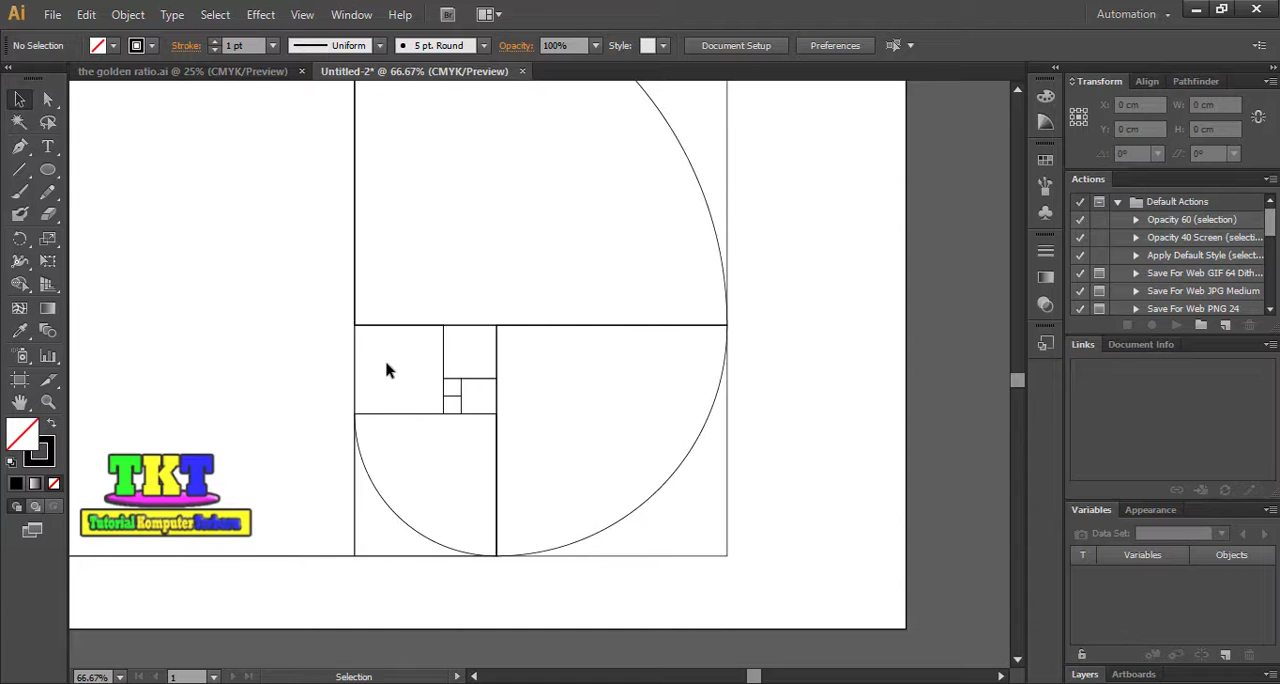 Ai File Edit Object Type Select Effect View Window Help Br Automation
No Selection Stroke: 1 pt Uniform 5 pt. Round Opacity: 100% Style: Document Setup Preferences
the golden ratio.ai @ 25% (CMYK/Preview) × Untitled-2* @ 66.67% (CMYK/Preview) ×
Transform Align Pathfinder
X: 0 cm W: 0 cm
Y: 0 cm H: 0 cm
0° 0°
Actions
Default Actions
Opacity 60 (selection)
Opacity 40 Screen (selecti...
Apply Default Style (select...
Save For Web GIF 64 Dith...
Save For Web JPG Medium
Save For Web PNG 24
Links Document Info
TKT
Tutorial Komputer Terbaru
Variables Appearance
Data Set:
T Variables Objects
Layers Artboards
66.67% 1 Selection